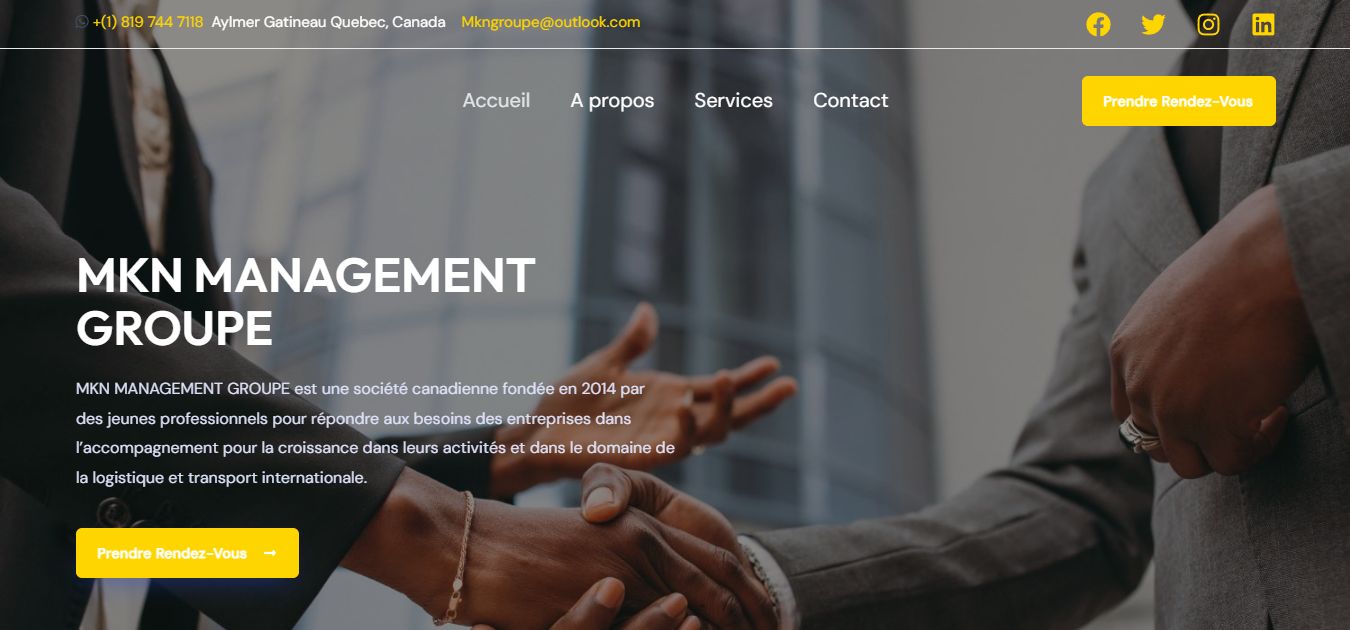 +(1) 819 744 7118 Aylmer Gatineau Quebec, Canada Mkngroupe@outlook.com
Accueil A propos Services Contact Prendre Rendez-Vous
MKN MANAGEMENT
GROUPE
MKN MANAGEMENT GROUPE est une société canadienne fondée en 2014 par
des jeunes professionnels pour répondre aux besoins des entreprises dans
l’accompagnement pour la croissance dans leurs activités et dans le domaine de
la logistique et transport internationale.
Prendre Rendez-Vous →